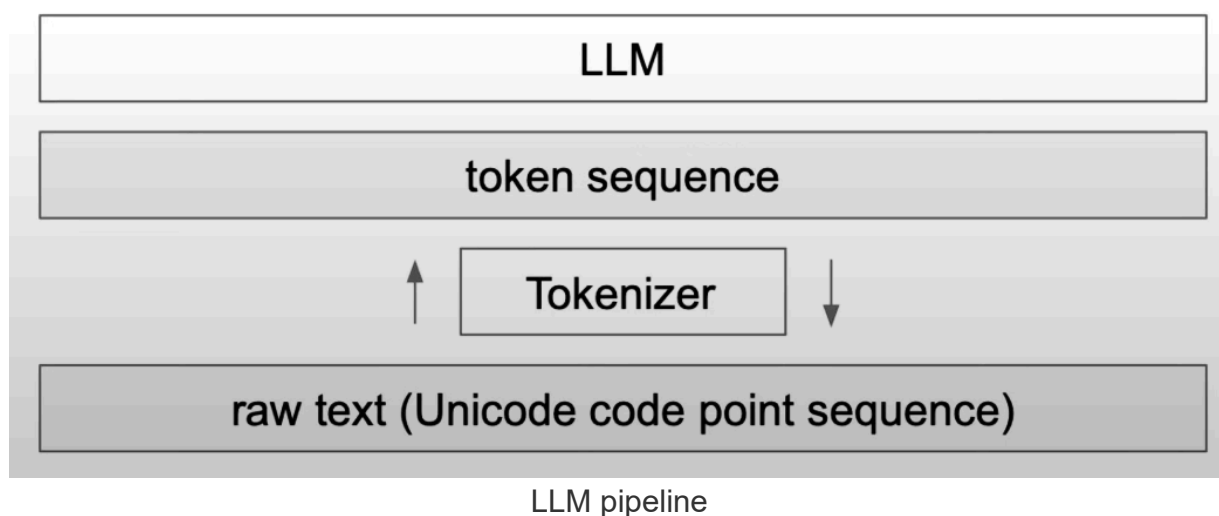 LLM
token sequence
Tokenizer
raw text (Unicode code point sequence)
LLM pipeline